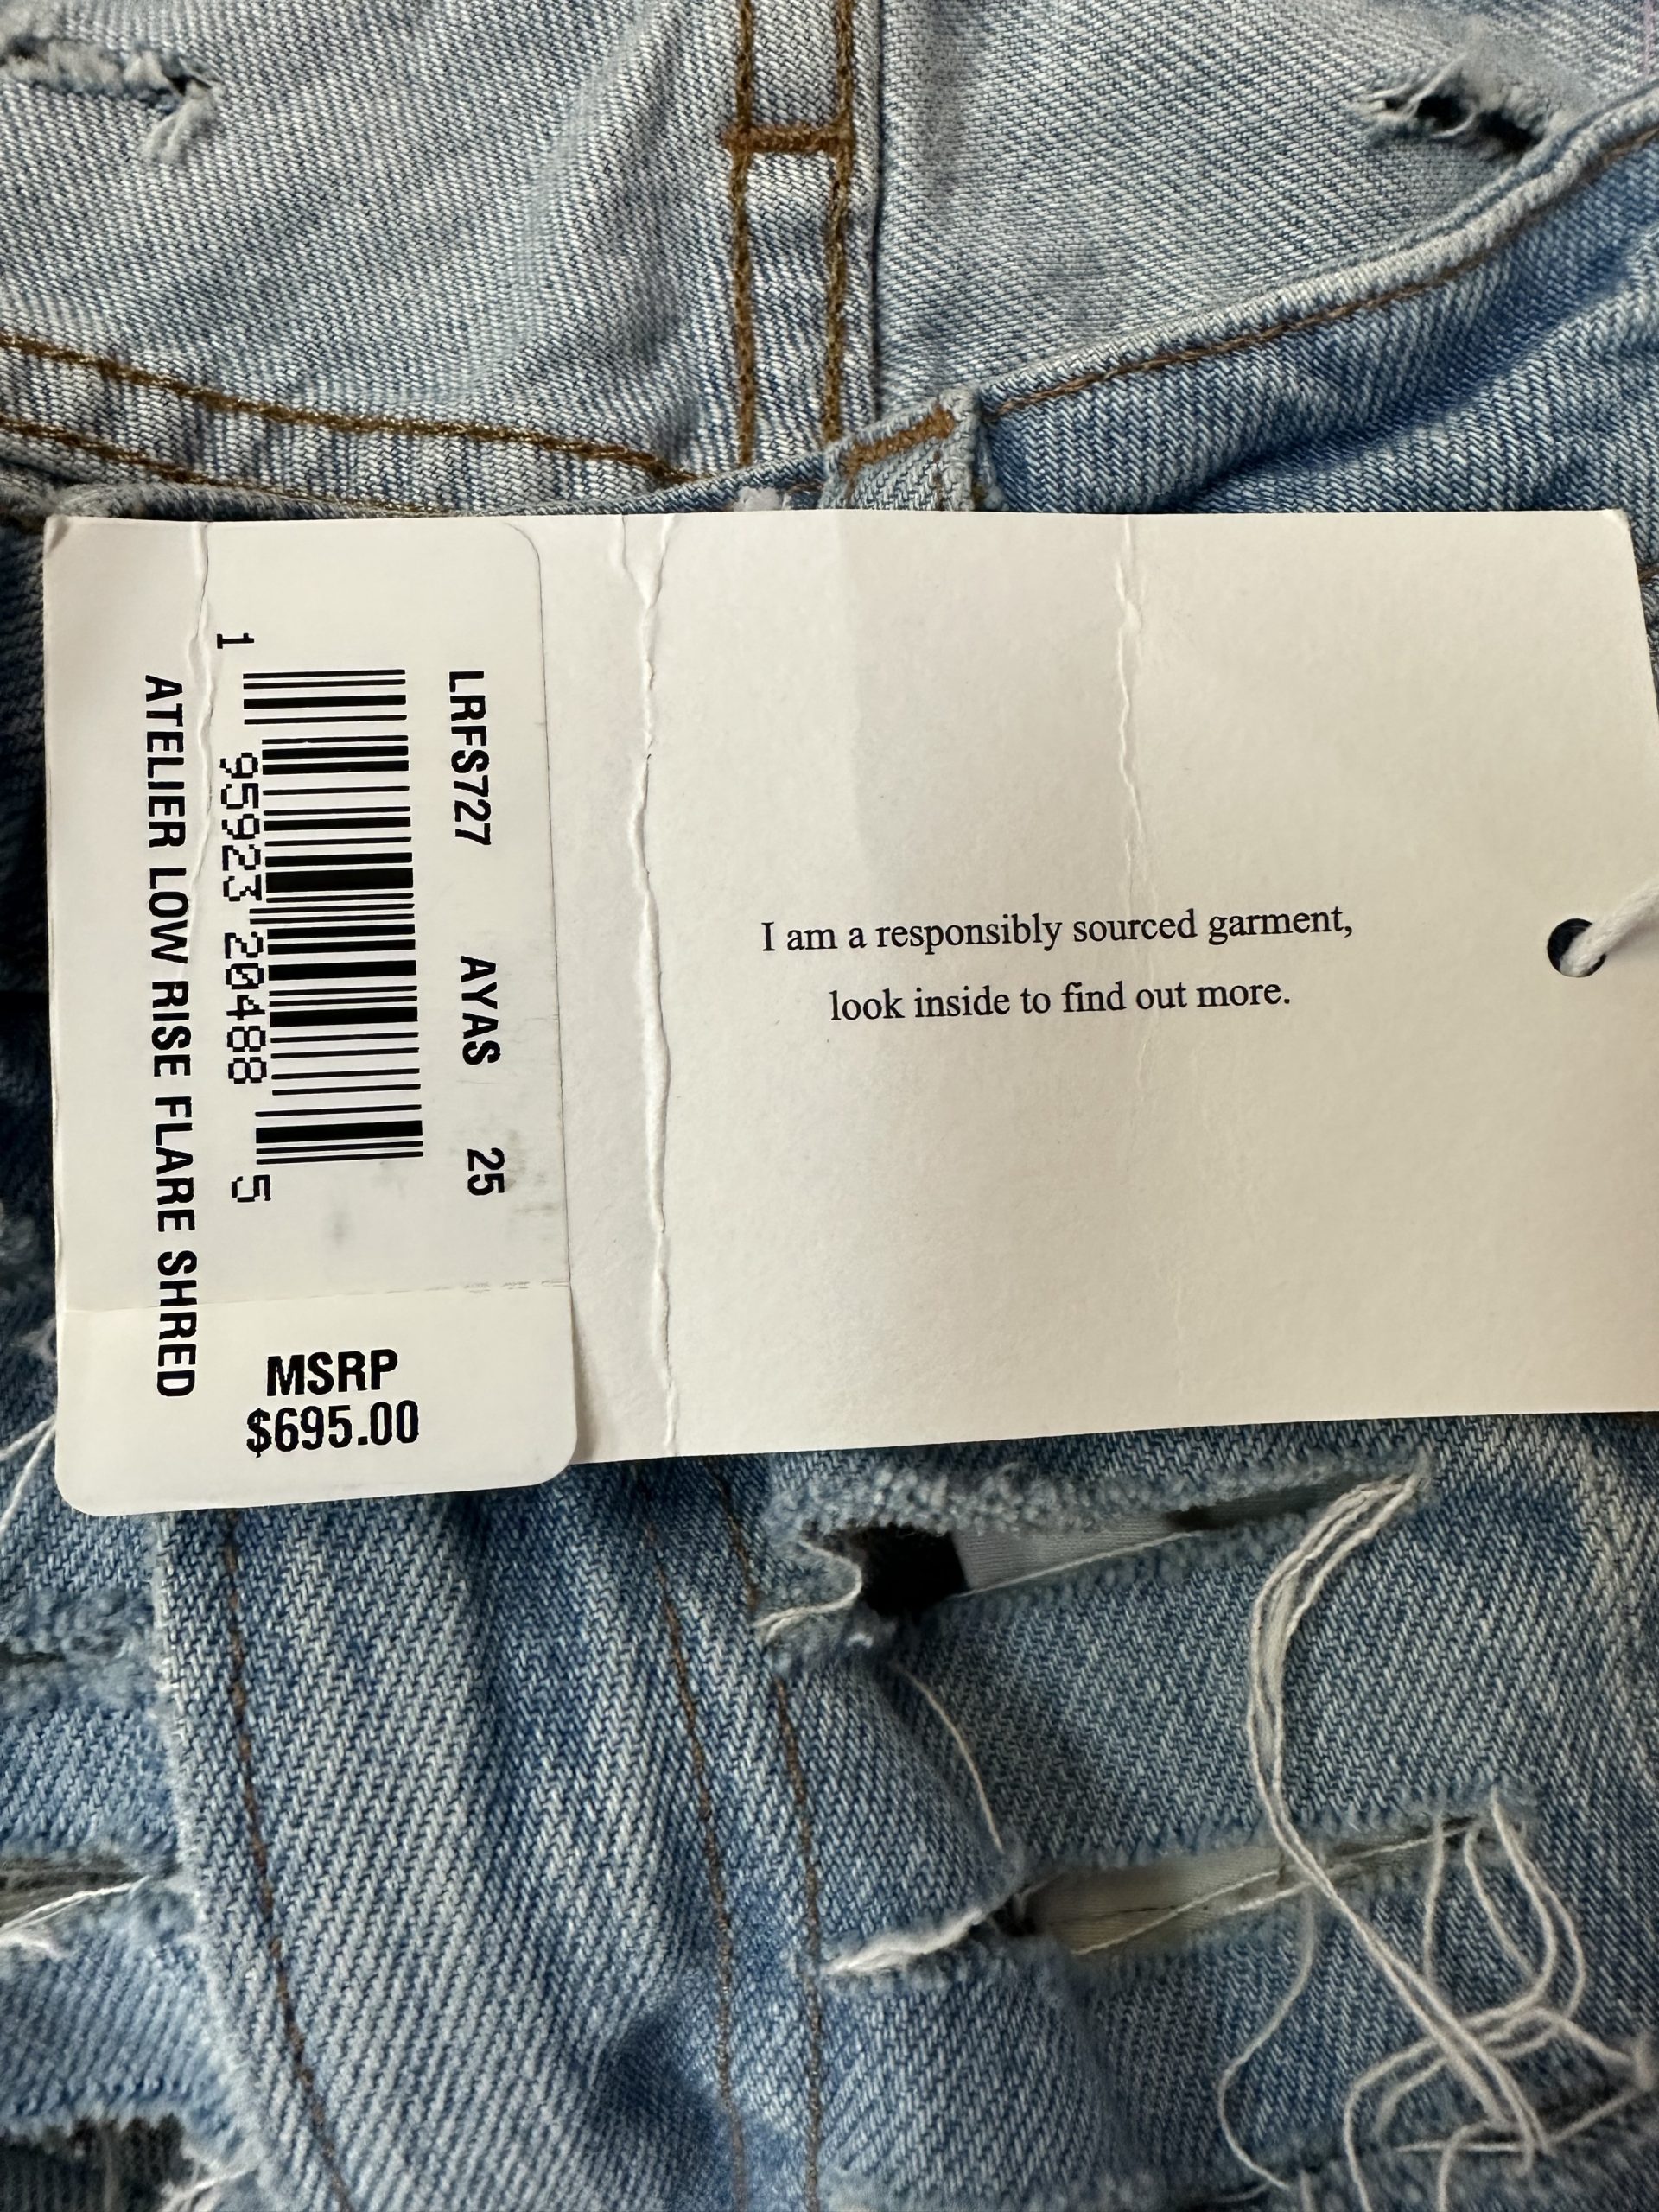 LRFS727 AYAS 25
1 95923 20488 5
ATELIER LOW RISE FLARE SHRED
MSRP
$695.00
I am a responsibly sourced garment,
look inside to find out more.